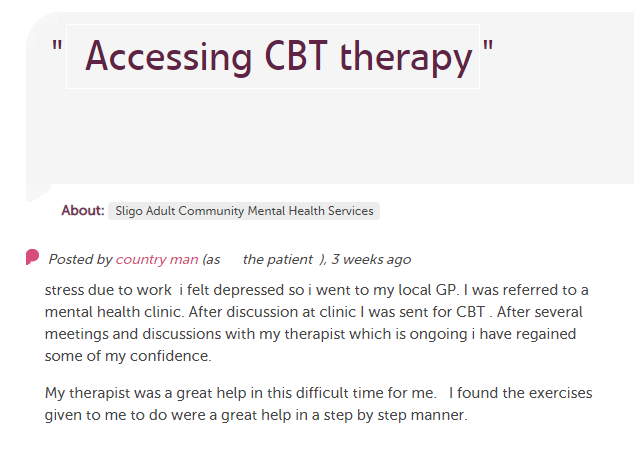 " Accessing CBT therapy "
About: Sligo Adult Community Mental Health Services
Posted by country man (as the patient ), 3 weeks ago
stress due to work i felt depressed so i went to my local GP. I was referred to a
mental health clinic. After discussion at clinic I was sent for CBT . After several
meetings and discussions with my therapist which is ongoing i have regained
some of my confidence.
My therapist was a great help in this difficult time for me. I found the exercises
given to me to do were a great help in a step by step manner.